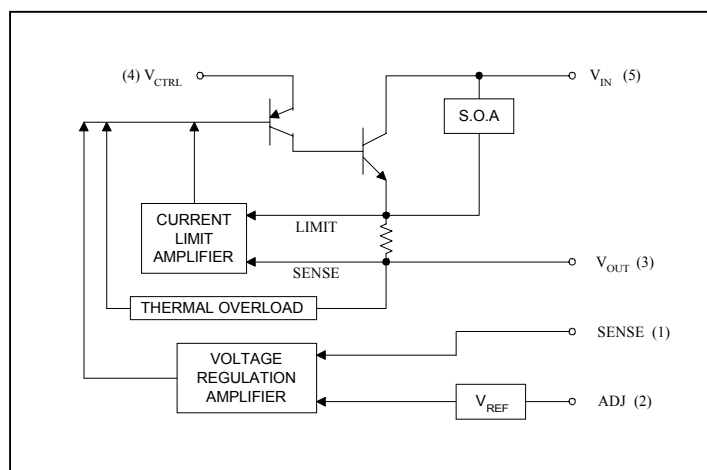 (4) VCTRL
VIN (5)
S.O.A
CURRENT
LIMIT
AMPLIFIER
LIMIT
SENSE
VOUT (3)
THERMAL OVERLOAD
SENSE (1)
VOLTAGE
REGULATION
AMPLIFIER
VREF
ADJ (2)